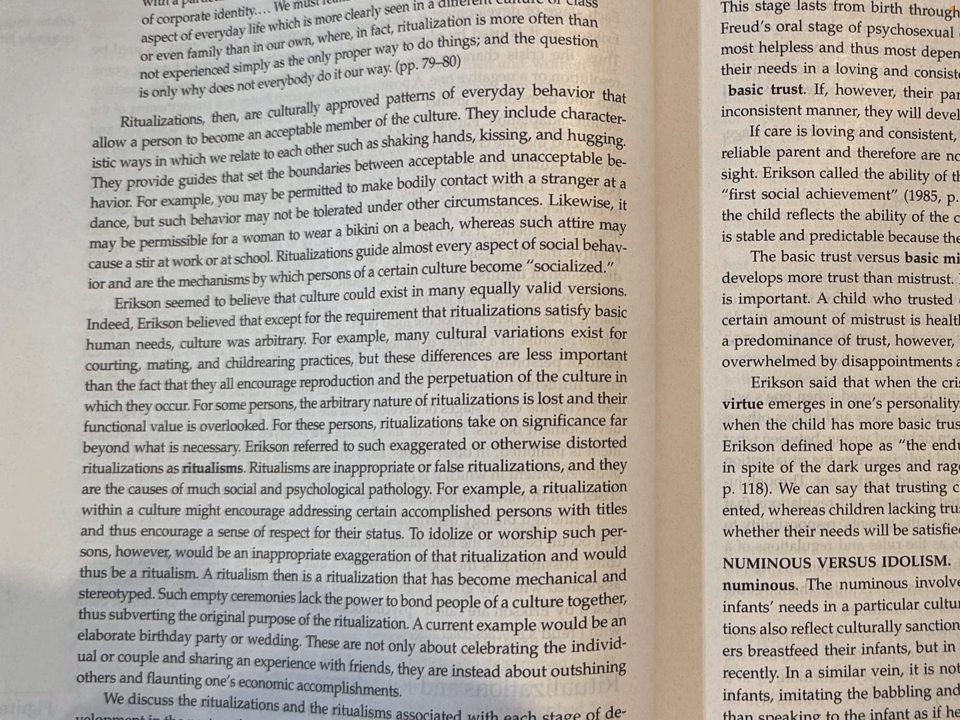 of corporate identity.... We must
aspect of everyday life which is more clearly seen in a different culture or class
or even family than in our own, where, in fact, ritualization is more often than
not experienced simply as the only proper way to do things; and the question
is only why does not everybody do it our way. (pp. 79–80)
Ritualizations, then, are culturally approved patterns of everyday behavior that
allow a person to become an acceptable member of the culture. They include character-
istic ways in which we relate to each other such as shaking hands, kissing, and hugging.
They provide guides that set the boundaries between acceptable and unacceptable be-
havior. For example, you may be permitted to make bodily contact with a stranger at a
dance, but such behavior may not be tolerated under other circumstances. Likewise, it
may be permissible for a woman to wear a bikini on a beach, whereas such attire may
cause a stir at work or at school. Ritualizations guide almost every aspect of social behav-
ior and are the mechanisms by which persons of a certain culture become “socialized.”
Erikson seemed to believe that culture could exist in many equally valid versions.
Indeed, Erikson believed that except for the requirement that ritualizations satisfy basic
human needs, culture was arbitrary. For example, many cultural variations exist for
courting, mating, and childrearing practices, but these differences are less important
than the fact that they all encourage reproduction and the perpetuation of the culture in
which they occur. For some persons, the arbitrary nature of ritualizations is lost and their
functional value is overlooked. For these persons, ritualizations take on significance far
beyond what is necessary. Erikson referred to such exaggerated or otherwise distorted
ritualizations as ritualisms. Ritualisms are inappropriate or false ritualizations, and they
are the causes of much social and psychological pathology. For example, a ritualization
within a culture might encourage addressing certain accomplished persons with titles
and thus encourage a sense of respect for their status. To idolize or worship such per-
sons, however, would be an inappropriate exaggeration of that ritualization and would
thus be a ritualism. A ritualism then is a ritualization that has become mechanical and
stereotyped. Such empty ceremonies lack the power to bond people of a culture together,
thus subverting the original purpose of the ritualization. A current example would be an
elaborate birthday party or wedding. These are not only about celebrating the individ-
ual or couple and sharing an experience with friends, they are instead about outshining
others and flaunting one’s economic accomplishments.
We discuss the ritualizations and the ritualisms associated with each stage of de-
This stage lasts from birth through
Freud’s oral stage of psychosexual
most helpless and thus most depen
their needs in a loving and consist
basic trust. If, however, their par
inconsistent manner, they will devel
If care is loving and consistent,
reliable parent and therefore are no
sight. Erikson called the ability of th
“first social achievement” (1985, p.
the child reflects the ability of the c
is stable and predictable because the
The basic trust versus basic mi
develops more trust than mistrust.
is important. A child who trusted
certain amount of mistrust is health
a predominance of trust, however,
overwhelmed by disappointments a
Erikson said that when the cri
virtue emerges in one’s personality
when the child has more basic trus
Erikson defined hope as “the endu
in spite of the dark urges and rag
p. 118). We can say that trusting c
ented, whereas children lacking tru
whether their needs will be satisfie
NUMINOUS VERSUS IDOLISM.
numinous. The numinous involve
infants’ needs in a particular cultu
tions also reflect culturally sanction
ers breastfeed their infants, but in
recently. In a similar vein, it is not
infants, imitating the babbling and
than speaking to the infant as if he